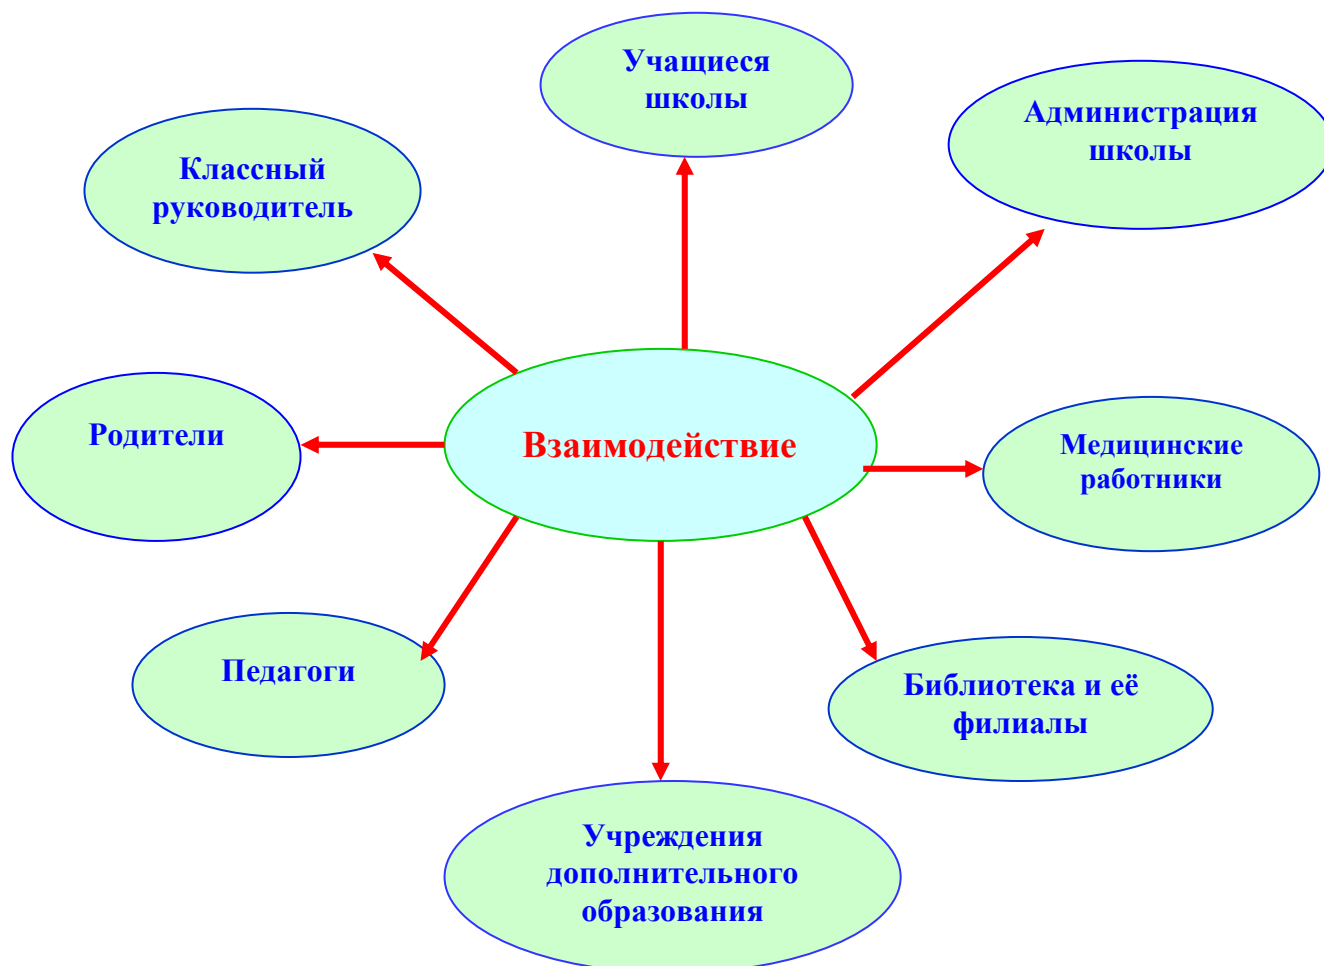 Учащиеся
школы
Администрация
школы
Классный
руководитель
Родители
Взаимодействие
Медицинские
работники
Педагоги
Библиотека и её
филиалы
Учреждения
дополнительного
образования